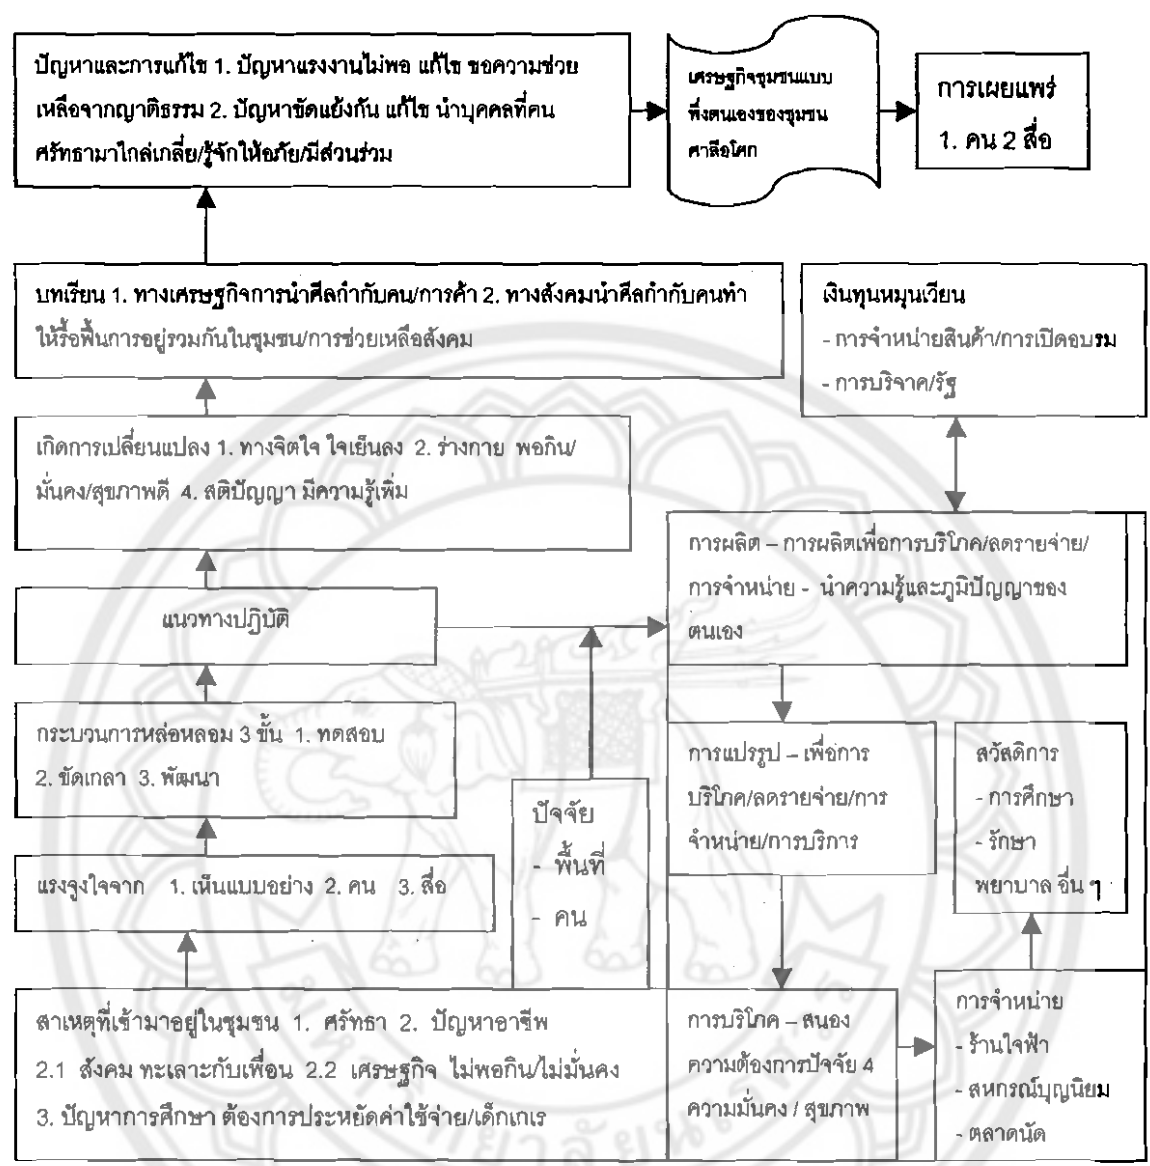 ปัญหาและการแก้ไข 1. ปัญหาแรงงานไม่พอ แก้ไข ขอความช่วย
เหลือจากญาติธรรม 2. ปัญหาขัดแย้งกัน แก้ไข นำบุคคลที่คน
ศรัทธามาไกล่เกลี่ย/รู้จักให้อภัย/มีส่วนร่วม
เศรษฐกิจชุมชนแบบ
พึ่งตนเองของชุมชน
ศาลีอโศก
การเผยแพร่
1. คน 2 สื่อ
บทเรียน 1. ทางเศรษฐกิจการนำศีลกำกับคน/การค้า 2. ทางสังคมนำศีลกำกับคนทำ
ให้รื้อฟื้นการอยู่รวมกันในชุมชน/การช่วยเหลือสังคม
เงินทุนหมุนเวียน
- การจำหน่ายสินค้า/การเปิดอบรม
- การบริจาค/รัฐ
เกิดการเปลี่ยนแปลง 1. ทางจิตใจ ใจเย็นลง 2. ร่างกาย พอกิน/
มั่นคง/สุขภาพดี 4. สติปัญญา มีความรู้เพิ่ม
การผลิต – การผลิตเพื่อการบริโภค/ลดรายจ่าย/
การจำหน่าย - นำความรู้และภูมิปัญญาของ
ตนเอง
แนวทางปฏิบัติ
กระบวนการหล่อหลอม 3 ขั้น 1. ทดสอบ
2. ขัดเกลา 3. พัฒนา
การแปรรูป – เพื่อการ
บริโภค/ลดรายจ่าย/การ
จำหน่าย/การบริการ
สวัสดิการ
- การศึกษา
- รักษา
พยาบาล อื่น ๆ
ปัจจัย
- พื้นที่
- คน
แรงจูงใจจาก 1. เห็นแบบอย่าง 2. คน 3. สื่อ
สาเหตุที่เข้ามาอยู่ในชุมชน 1. ศรัทธา 2. ปัญหาอาชีพ
2.1 สังคม ทะเลาะกับเพื่อน 2.2 เศรษฐกิจ ไม่พอกิน/ไม่มั่นคง
3. ปัญหาการศึกษา ต้องการประหยัดค่าใช้จ่าย/เด็กเกเร
การบริโภค – สนอง
ความต้องการปัจจัย 4
ความมั่นคง / สุขภาพ
การจำหน่าย
- ร้านใจฟ้า
- สหกรณ์บุญนิยม
- ตลาดนัด